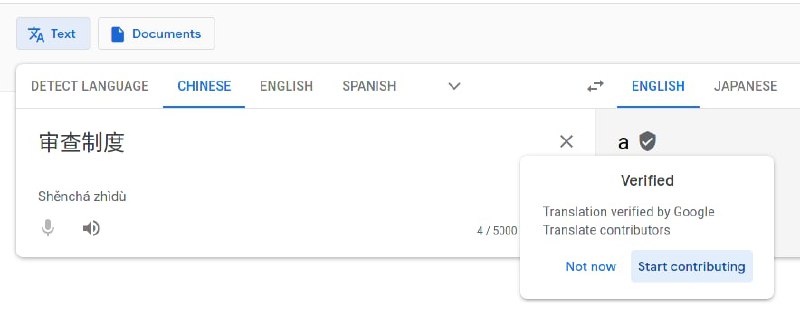 Text Documents
DETECT LANGUAGE CHINESE ENGLISH SPANISH ENGLISH JAPANESE
审查制度 a
Verified
Shěnchá zhìdù
Translation verified by Google
Translate contributors
4 / 5000
Not now Start contributing